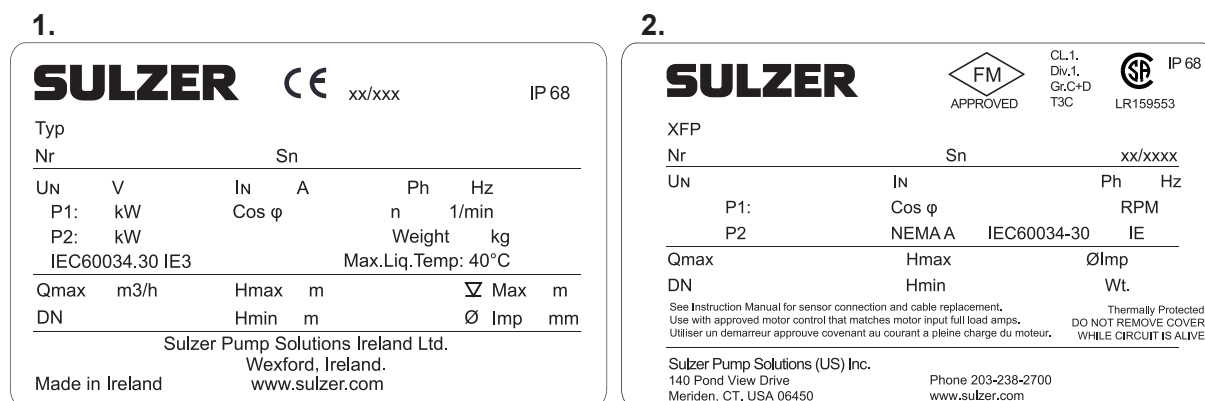 1.
SULZER CE xx/xxx IP 68
Typ
Nr Sn
UN V IN A Ph Hz
P1: kW Cos φ n 1/min
P2: kW Weight kg
IEC60034.30 IE3 Max.Liq.Temp: 40°C
Qmax m3/h Hmax m Max m
DN Hmin m Ø Imp mm
Sulzer Pump Solutions Ireland Ltd.
Wexford, Ireland.
Made in Ireland www.sulzer.com
2.
SULZER
FM
APPROVED
CL.1.
Div.1.
Gr.C+D
T3C
SA
LR159553
IP 68
XFP
Nr Sn xx/xxxx
UN IN Ph Hz
P1: Cos φ RPM
P2 NEMA A IEC60034-30 IE
Qmax Hmax ØImp
DN Hmin Wt.
See Instruction Manual for sensor connection and cable replacement.
Use with approved motor control that matches motor input full load amps.
Utiliser un demarreur approuve covenant au courant a pleine charge du moteur.
Thermally Protected
DO NOT REMOVE COVER
WHILE CIRCUIT IS ALIVE
Sulzer Pump Solutions (US) Inc.
140 Pond View Drive Phone 203-238-2700
Meriden, CT, USA 06450 www.sulzer.com